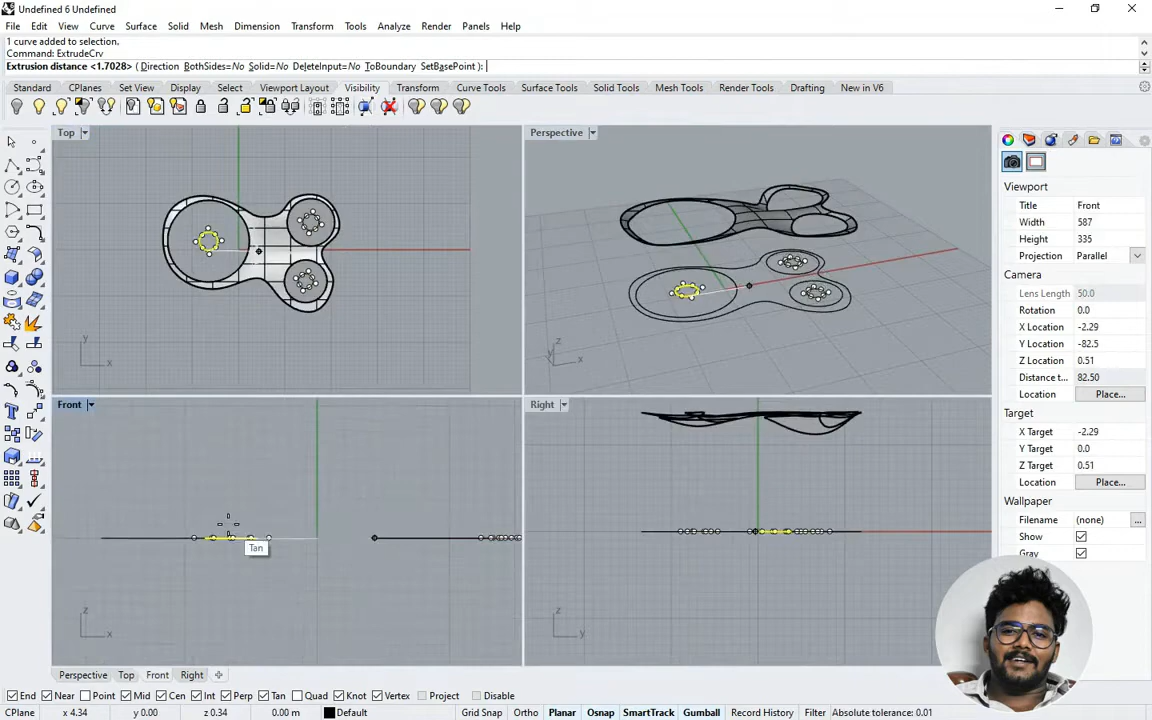 Undefined 6 Undefined
File Edit View Curve Surface Solid Mesh Dimension Transform Tools Analyze Render Panels Help
1 curve added to selection.
Command: ExtrudeCrv
Extrusion distance <1.7028> ( Direction BothSides=No Solid=No DeleteInput=No ToBoundary SetBasePoint ):
Standard CPlanes Set View Display Select Viewport Layout Visibility Transform Curve Tools Surface Tools Solid Tools Mesh Tools Render Tools Drafting New in V6
Top
y
x
Perspective
z
y
x
Front
Tan
z
x
Right
z
y
Viewport
Title Front
Width 587
Height 335
Projection Parallel
Camera
Lens Length 50.0
Rotation 0.0
X Location -2.29
Y Location -82.5
Z Location 0.51
Distance t... 82.50
Location Place...
Target
X Target -2.29
Y Target 0.0
Z Target 0.51
Location Place...
Wallpaper
Filename (none) ...
Show
Gray
Perspective Top Front Right
End Near Point Mid Cen Int Perp Tan Quad Knot Vertex Project Disable
CPlane x 4.34 y 0.00 z 0.34 0.00 m Default Grid Snap Ortho Planar Osnap SmartTrack Gumball Record History Filter Absolute tolerance: 0.01